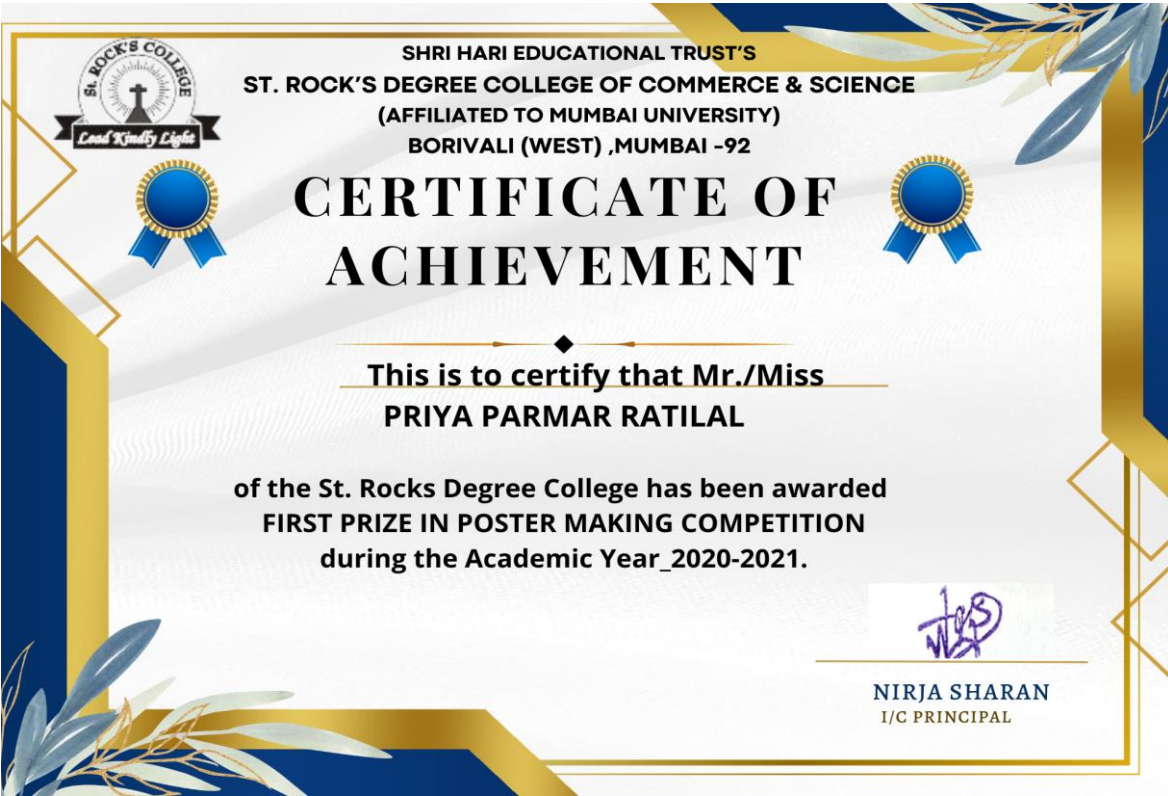 St. ROCK'S COLLEGE
Lead Kindly Light
SHRI HARI EDUCATIONAL TRUST'S
ST. ROCK'S DEGREE COLLEGE OF COMMERCE & SCIENCE
(AFFILIATED TO MUMBAI UNIVERSITY)
BORIVALI (WEST) ,MUMBAI -92
CERTIFICATE OF
ACHIEVEMENT
This is to certify that Mr./Miss
PRIYA PARMAR RATILAL
of the St. Rocks Degree College has been awarded
FIRST PRIZE IN POSTER MAKING COMPETITION
during the Academic Year_2020-2021.
NIRJA SHARAN
I/C PRINCIPAL